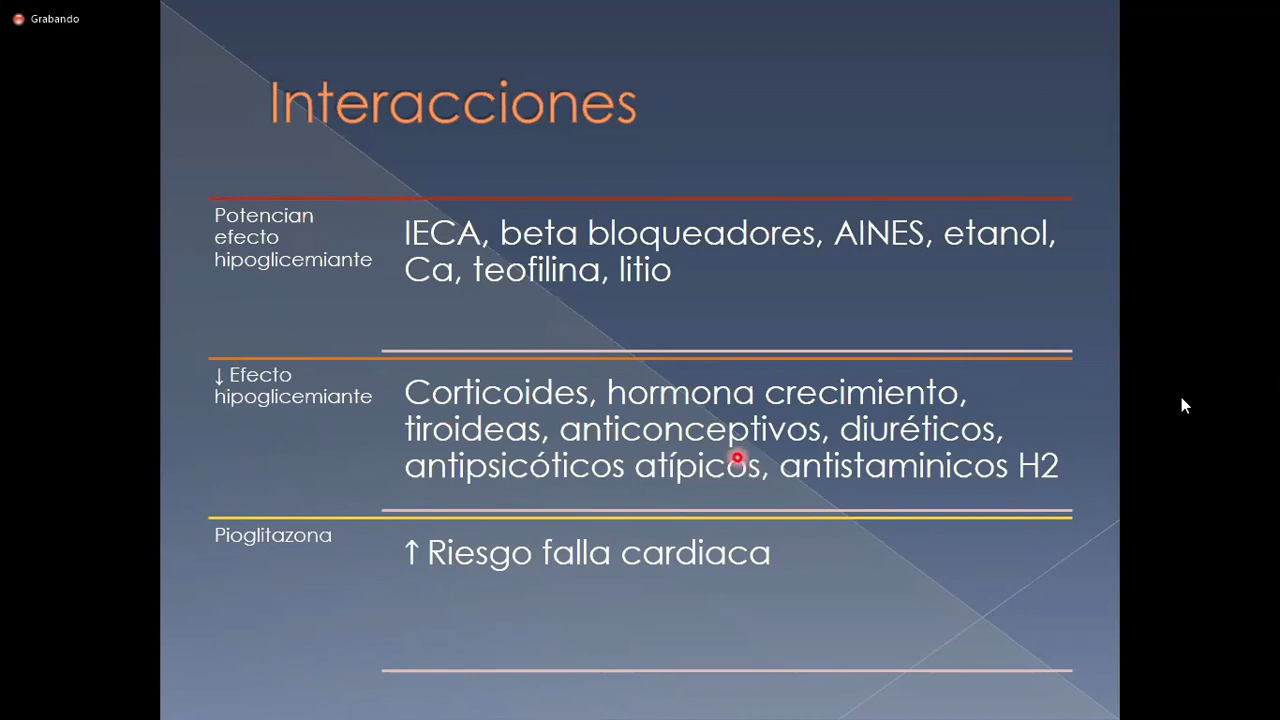 Grabando
Interacciones
Potencian
efecto
hipoglicemiante
IECA, beta bloqueadores, AINES, etanol,
Ca, teofilina, litio
↓ Efecto
hipoglicemiante
Corticoides, hormona crecimiento,
tiroideas, anticonceptivos, diuréticos,
antipsicóticos atípicos, antistaminicos H2
Pioglitazona
↑ Riesgo falla cardiaca